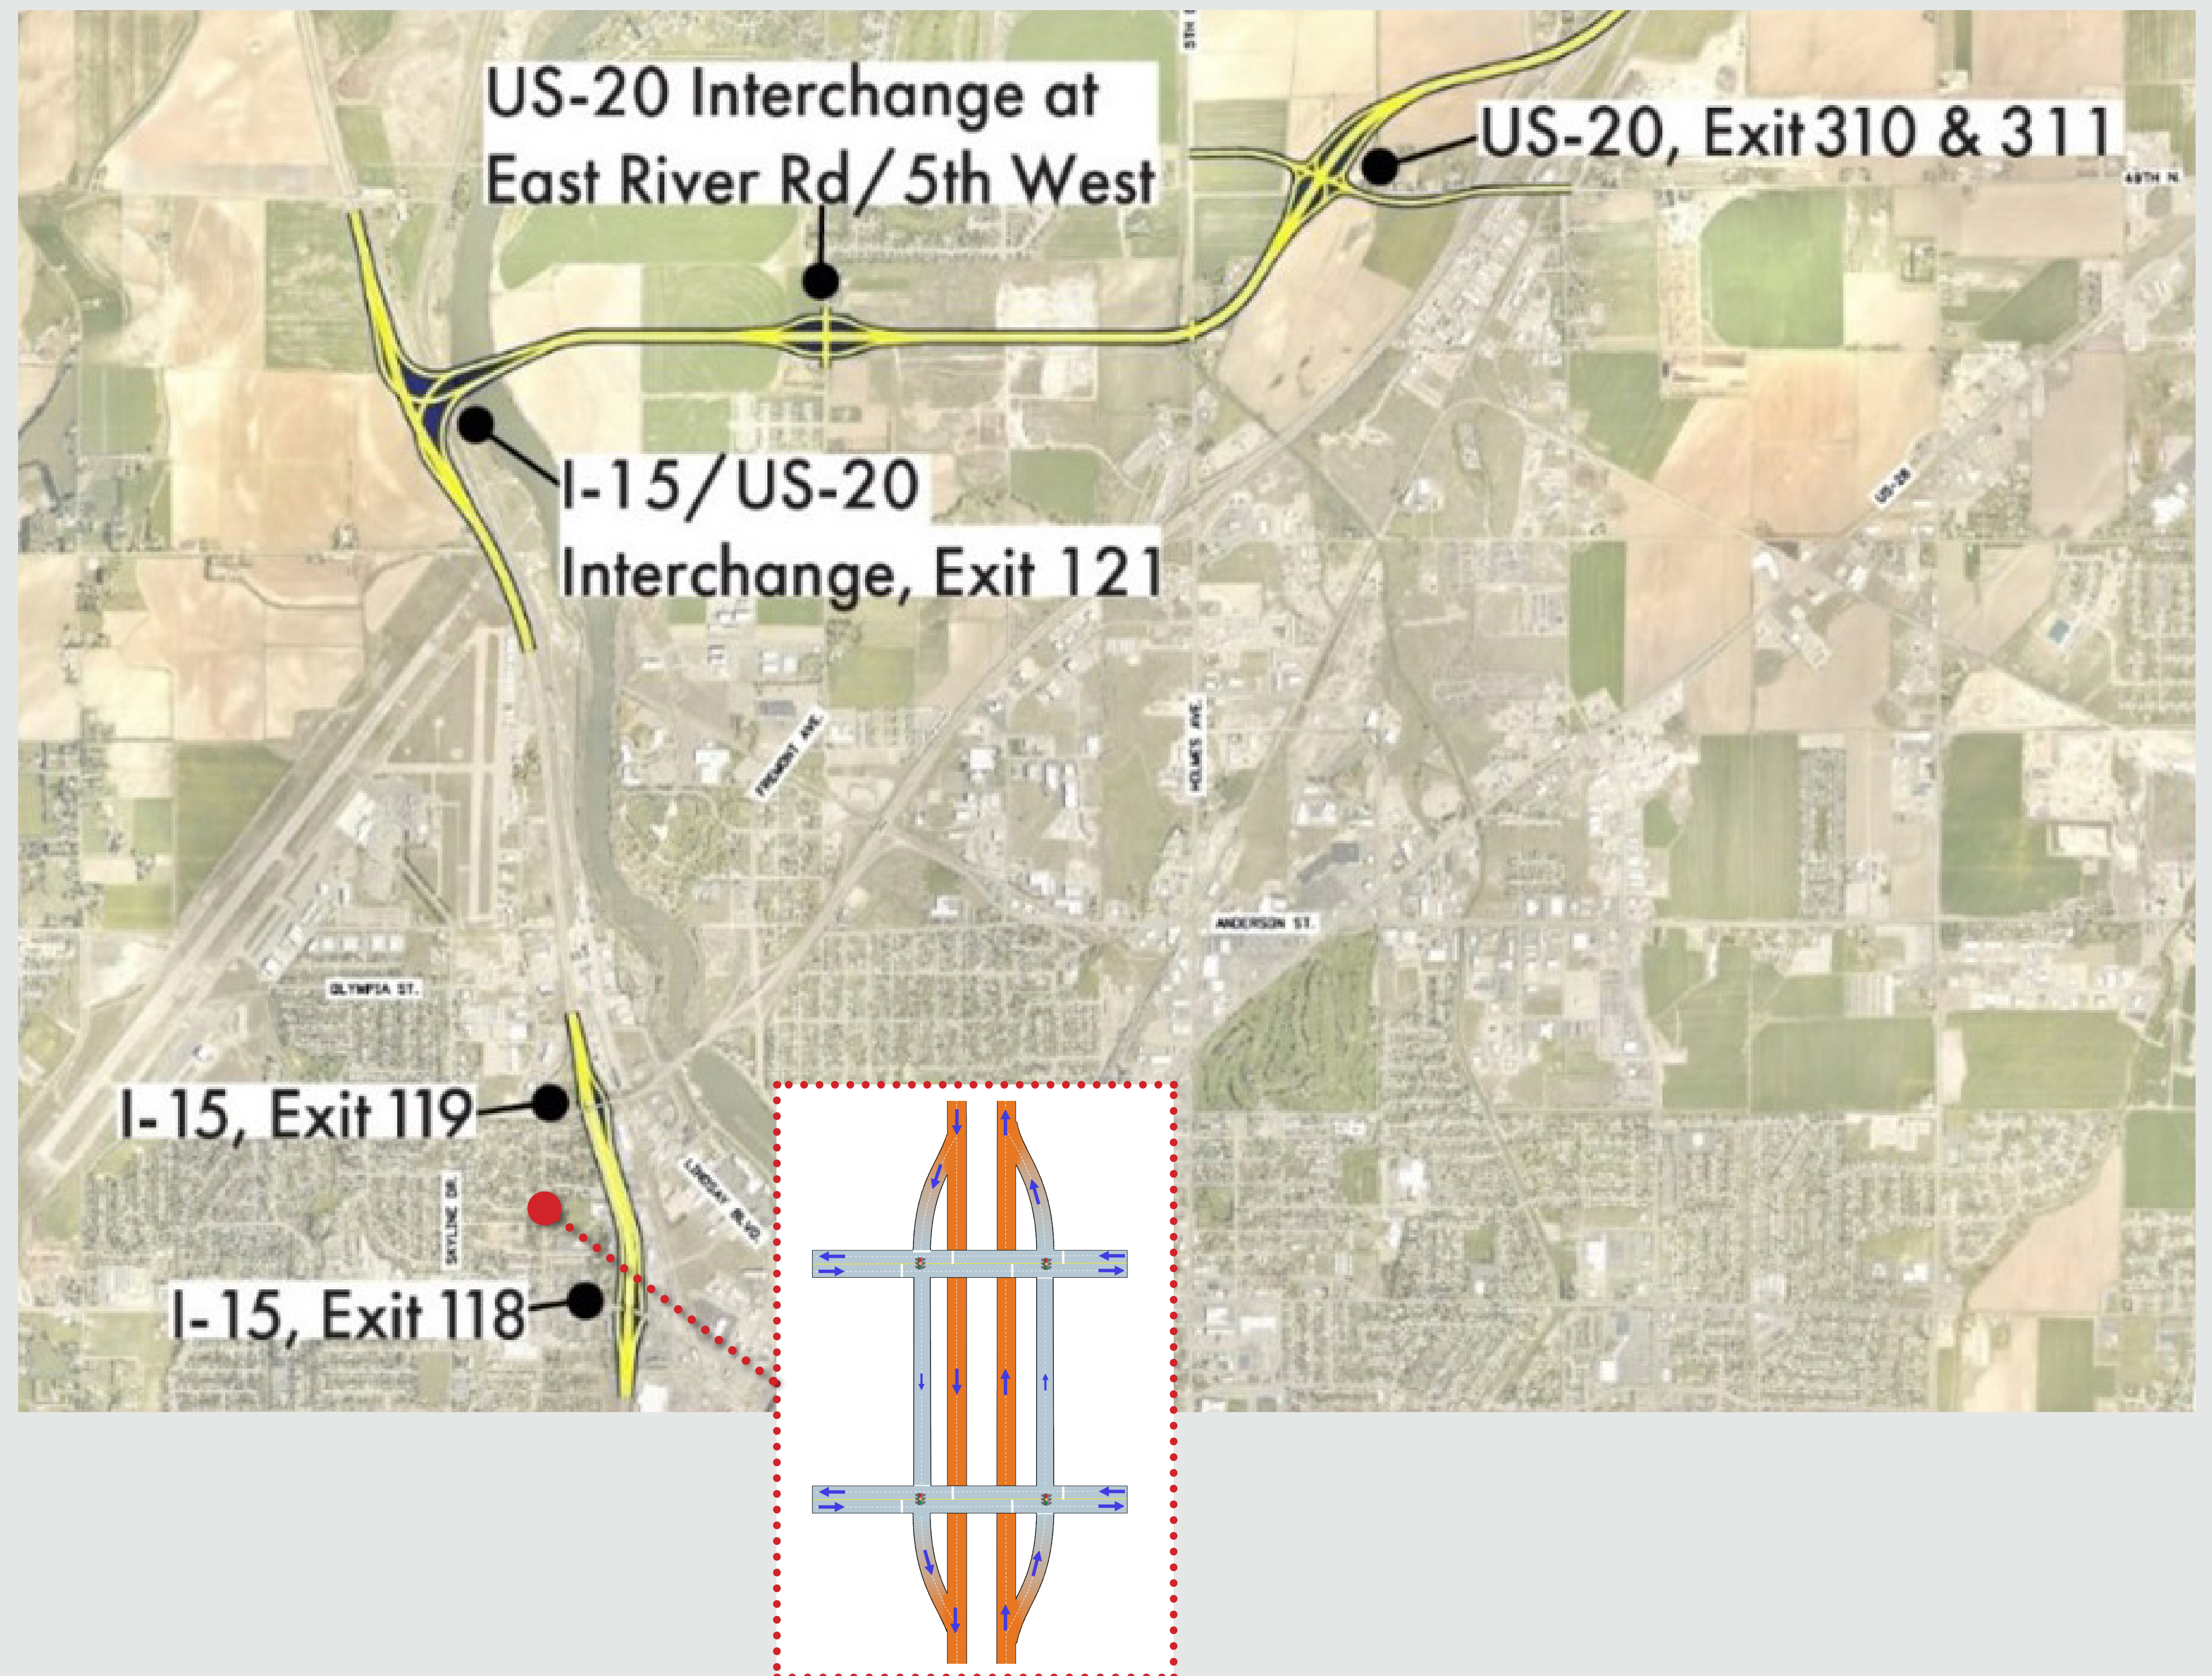 5TH E
US-20 Interchange at
East River Rd/5th West
US-20, Exit 310 & 311
49TH N.
I-15/US-20
Interchange, Exit 121
US-26
FREMONT AVE.
HOLMES AVE.
ANDERSON ST.
OLYMPIA ST.
I-15, Exit 119
SKYLINE DR.
LINDSAY BLVD.
I-15, Exit 118